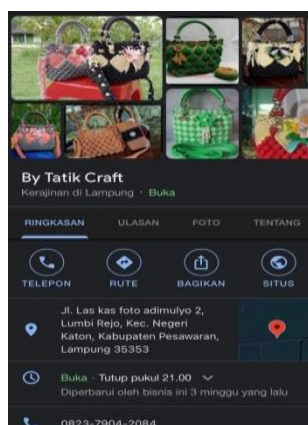 By Tatik Craft
Kerajinan di Lampung · Buka
RINGKASAN ULASAN FOTO TENTANG
TELEPON RUTE BAGIKAN SITUS
Jl. Las kas foto adimulyo 2,
Lumbi Rejo, Kec. Negeri
Katon, Kabupaten Pesawaran,
Lampung 35353
Buka · Tutup pukul 21.00
Diperbarui oleh bisnis ini 3 minggu yang lalu
0823-7904-2084